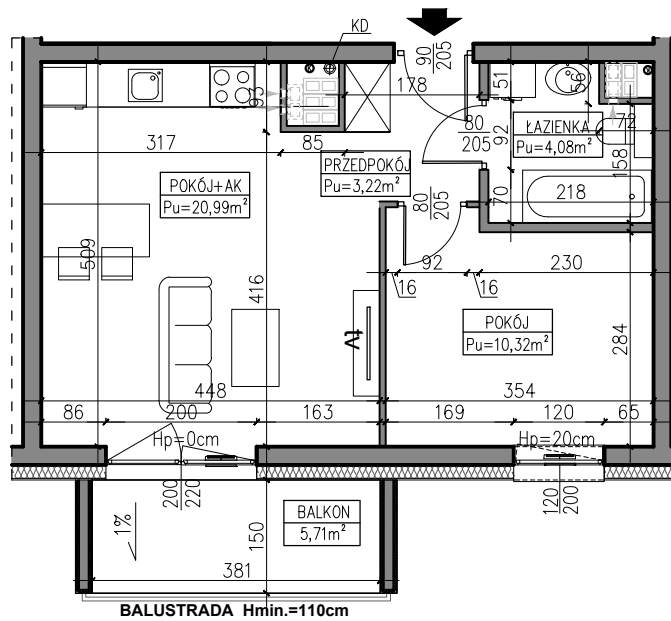 KD
90
205
178
93
51
56
80
205
92
ŁAZIENKA
Pu=4,08m²
72
158
317
85
PRZEDPOKÓJ
Pu=3,22m²
POKÓJ+AK
Pu=20,99m²
80
205
70
218
509
416
92
230
16
16
tv
POKÓJ
Pu=10,32m²
284
448
354
86
200
163
169
120
65
Hp=0cm
Hp=20cm
200
220
120
200
1%
150
BALKON
5,71m²
381
BALUSTRADA Hmin.=110cm